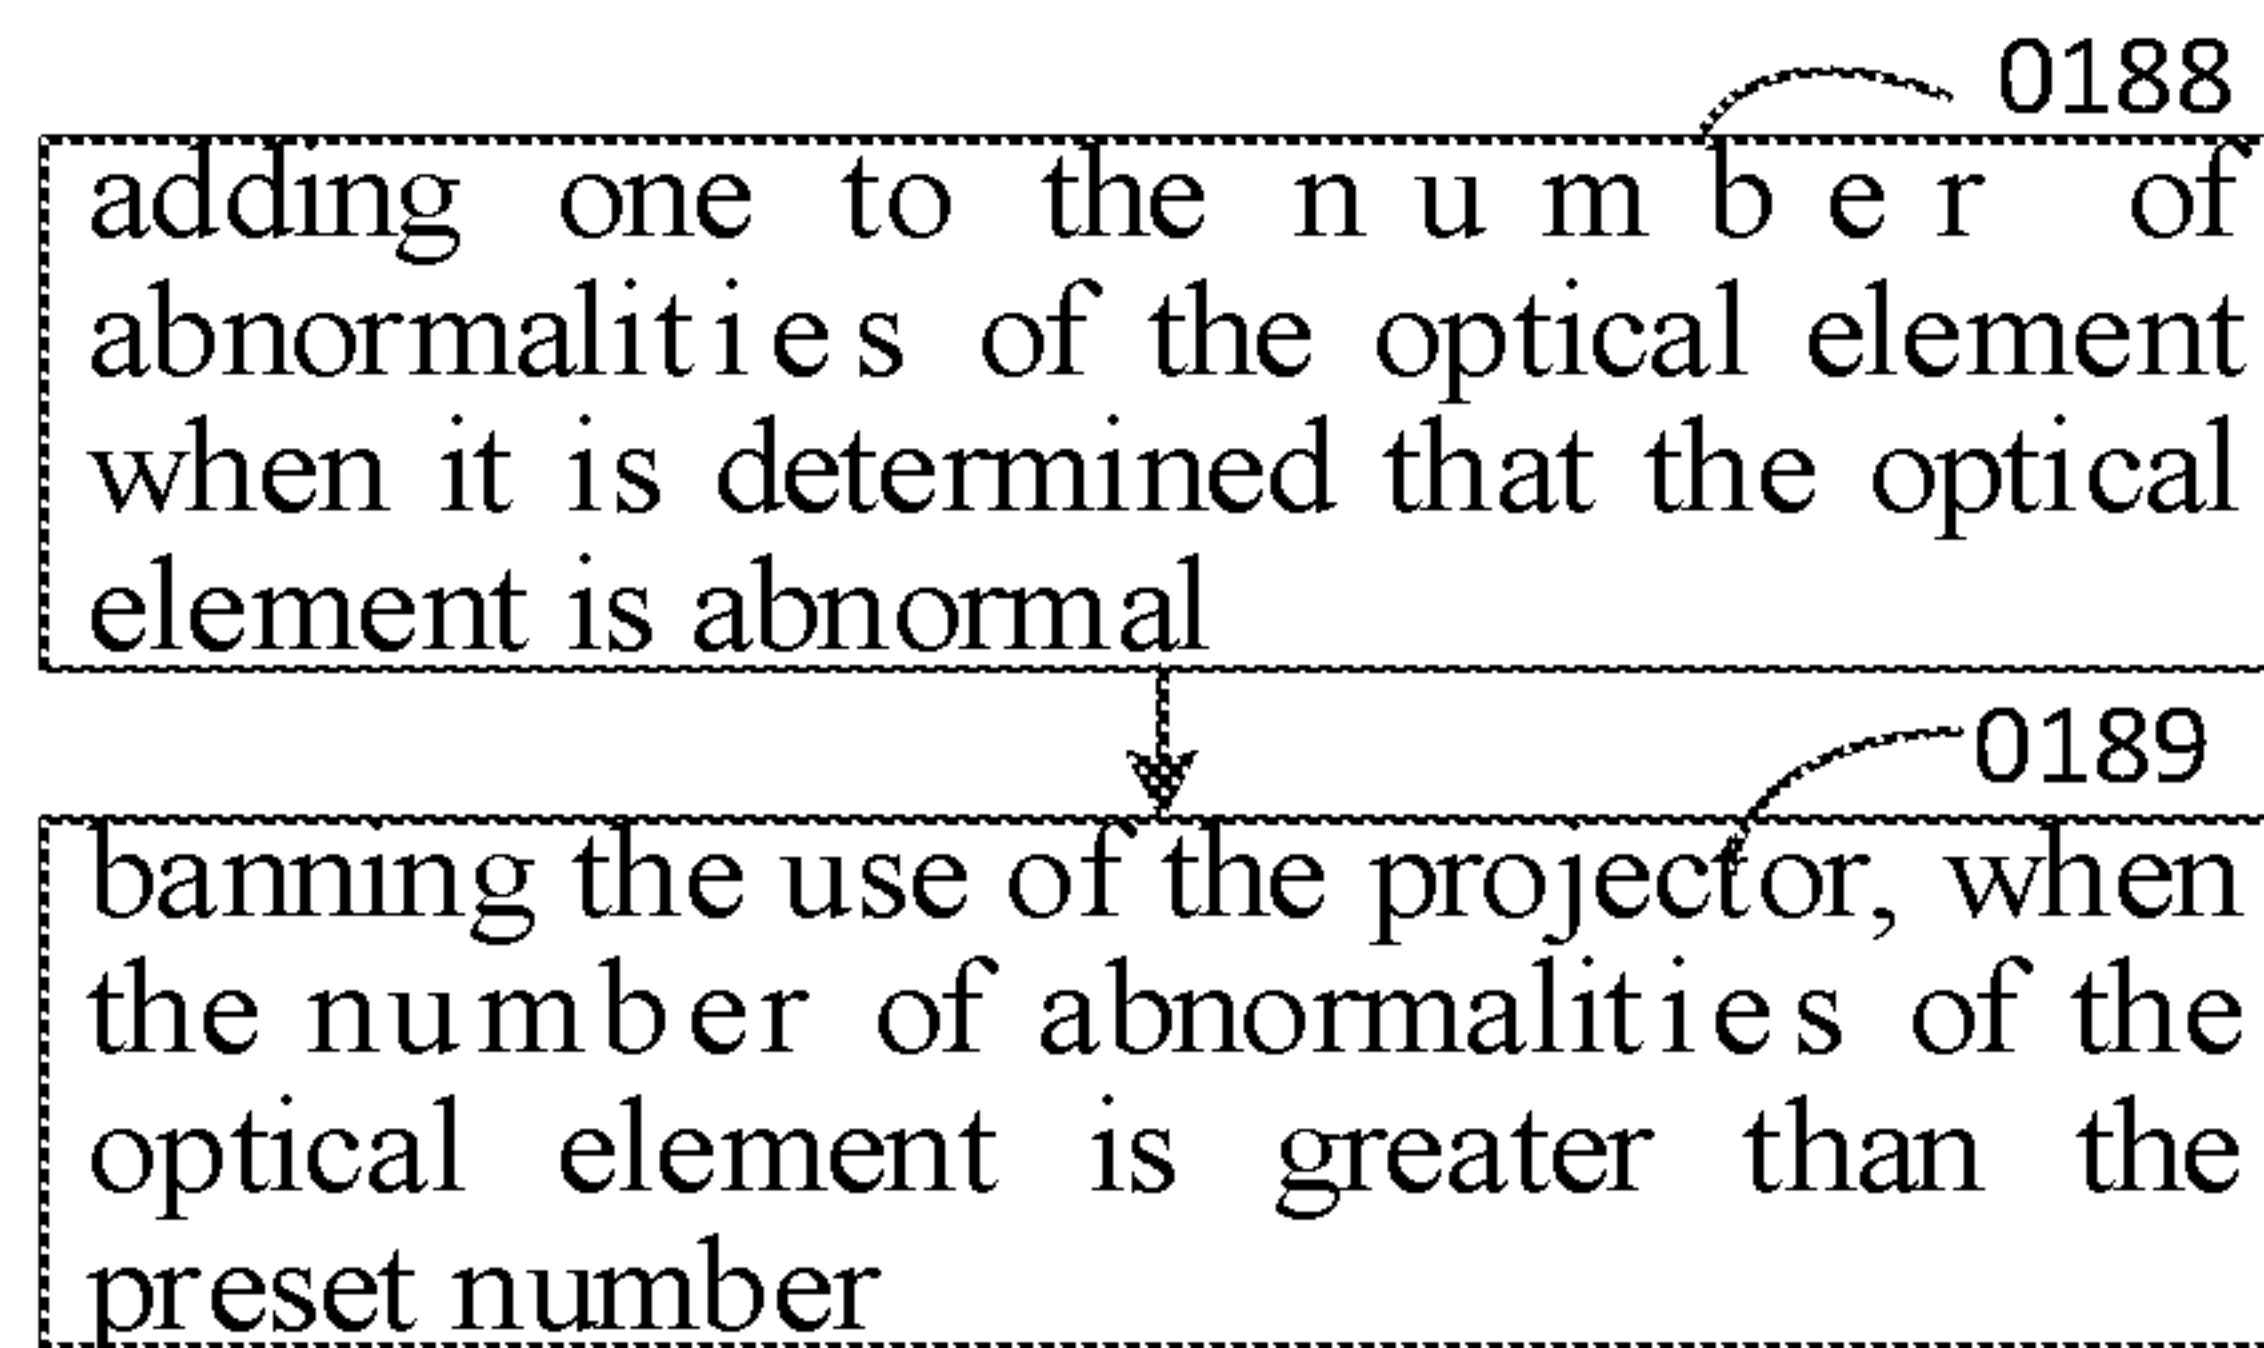 0188
adding one to the number of
abnormalities of the optical element
when it is determined that the optical
element is abnormal
0189
banning the use of the projector, when
the number of abnormalities of the
optical element is greater than the
preset number